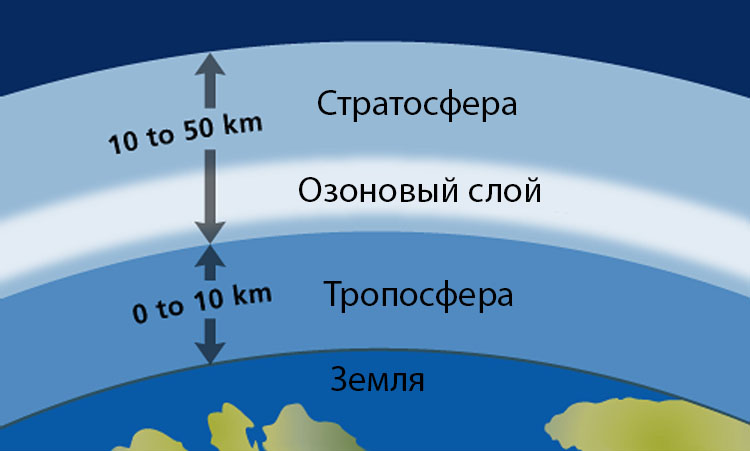 Стратосфера
10 to 50 km
Озоновый слой
0 to 10 km
Тропосфера
Земля